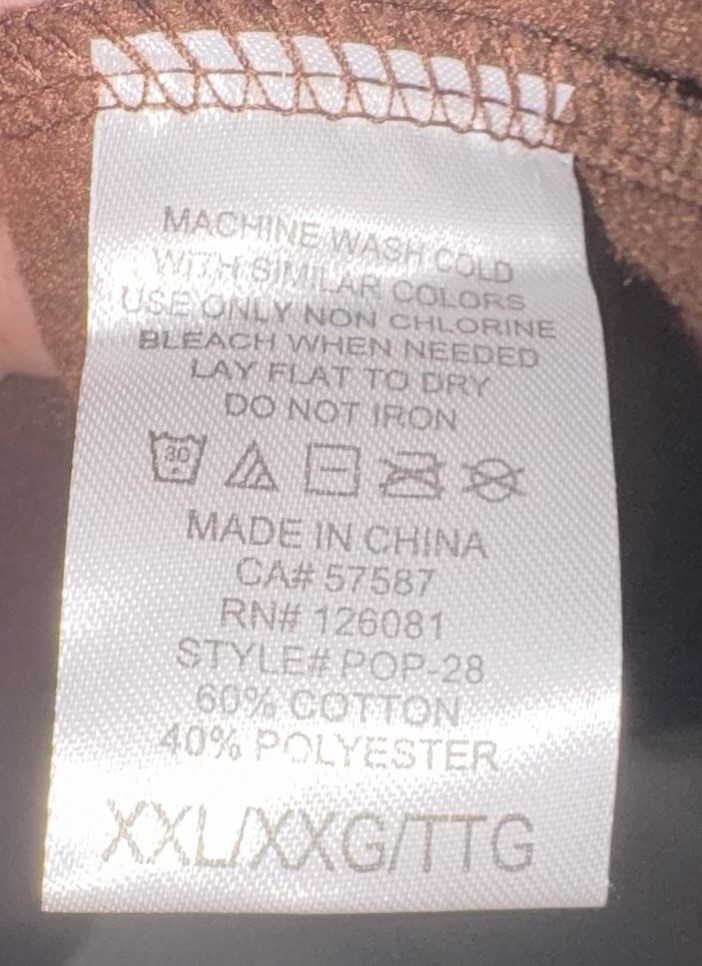 MACHINE WASH COLD
WITH SIMILAR COLORS
USE ONLY NON CHLORINE
BLEACH WHEN NEEDED
LAY FLAT TO DRY
DO NOT IRON
30
MADE IN CHINA
CA# 57587
RN# 126081
STYLE# POP-28
60% COTTON
40% POLYESTER
XXL/XXG/TTG